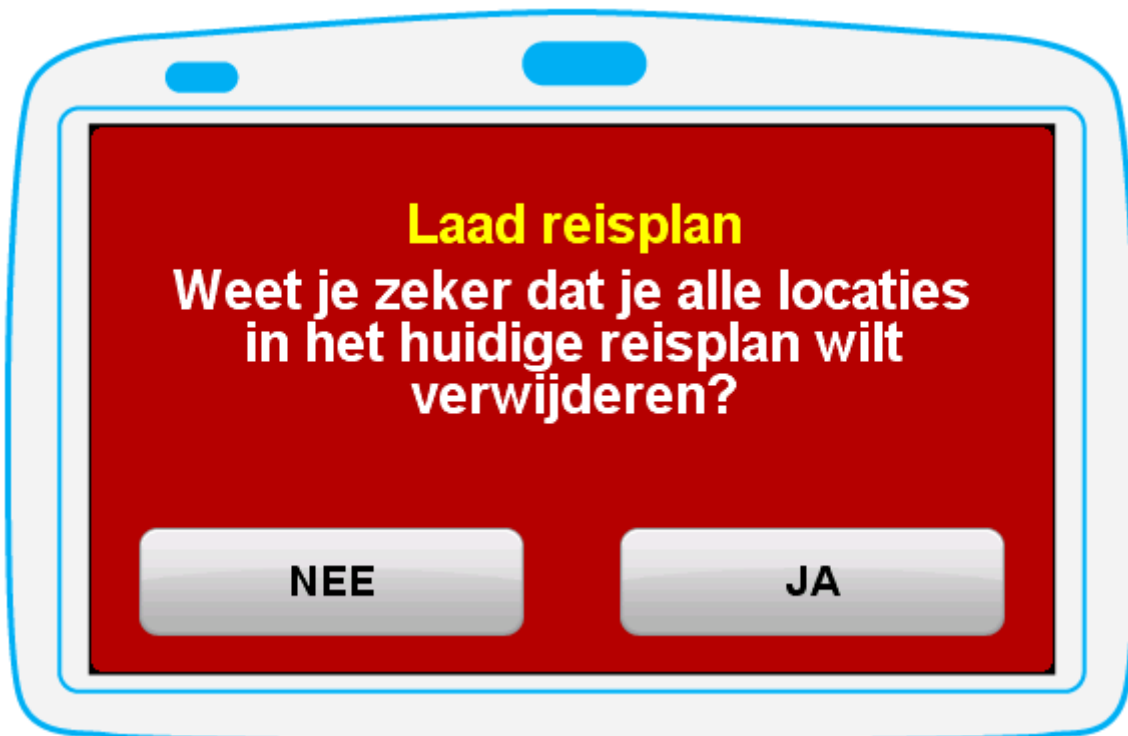 Laad reisplan
Weet je zeker dat je alle locaties
in het huidige reisplan wilt
verwijderen?
NEE
JA